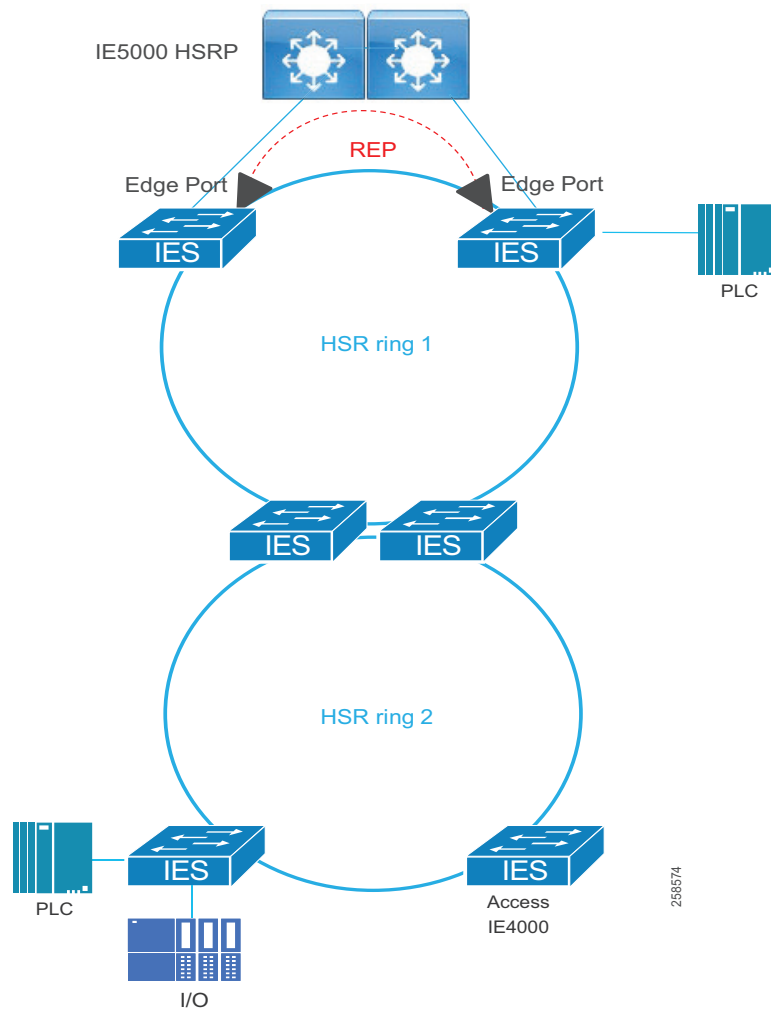 IE5000 HSRP
REP
Edge Port
Edge Port
IES
IES
PLC
HSR ring 1
IES
IES
HSR ring 2
IES
IES
PLC
Access
IE4000
I/O
258574